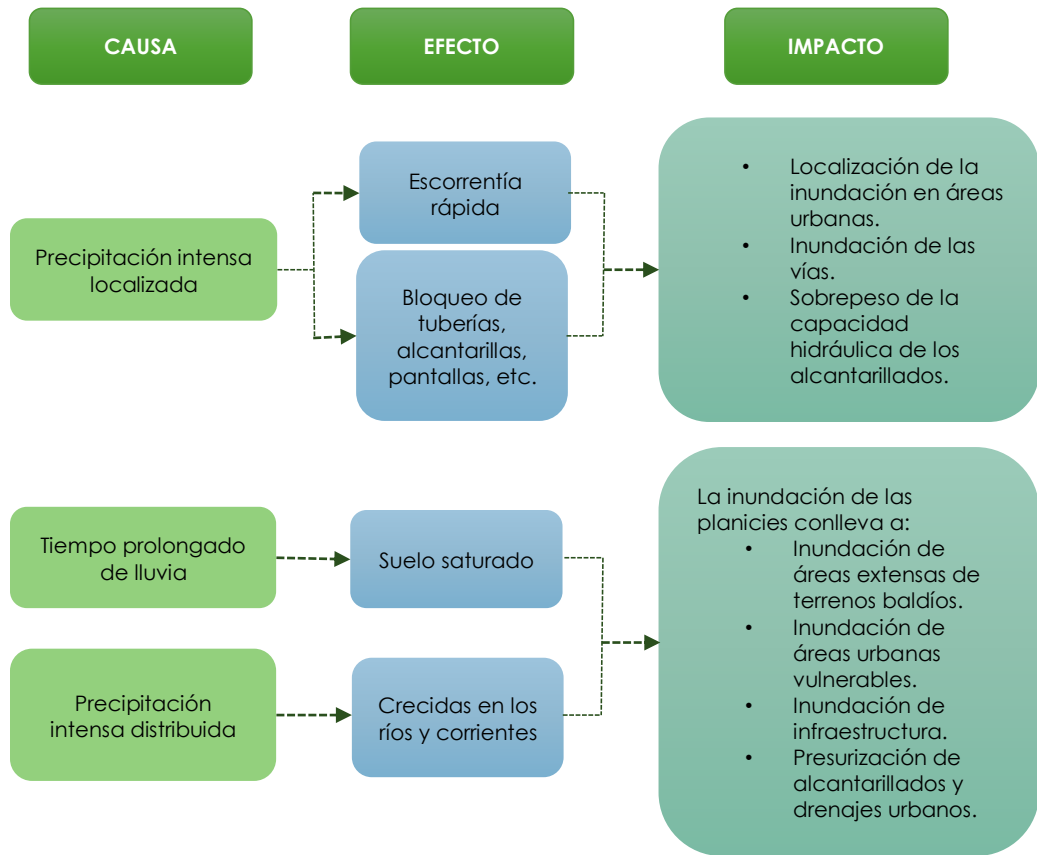 CAUSA
EFECTO
IMPACTO
Precipitación intensa
localizada
Escorrentía
rápida
Bloqueo de
tuberías,
alcantarillas,
pantallas, etc.
• Localización de la
inundación en áreas
urbanas.
• Inundación de las
vías.
• Sobrepeso de la
capacidad
hidráulica de los
alcantarillados.
Tiempo prolongado
de lluvia
Suelo saturado
Precipitación
intensa distribuida
Crecidas en los
ríos y corrientes
La inundación de las
planicies conlleva a:
• Inundación de
áreas extensas de
terrenos baldíos.
• Inundación de
áreas urbanas
vulnerables.
• Inundación de
infraestructura.
• Presurización de
alcantarillados y
drenajes urbanos.